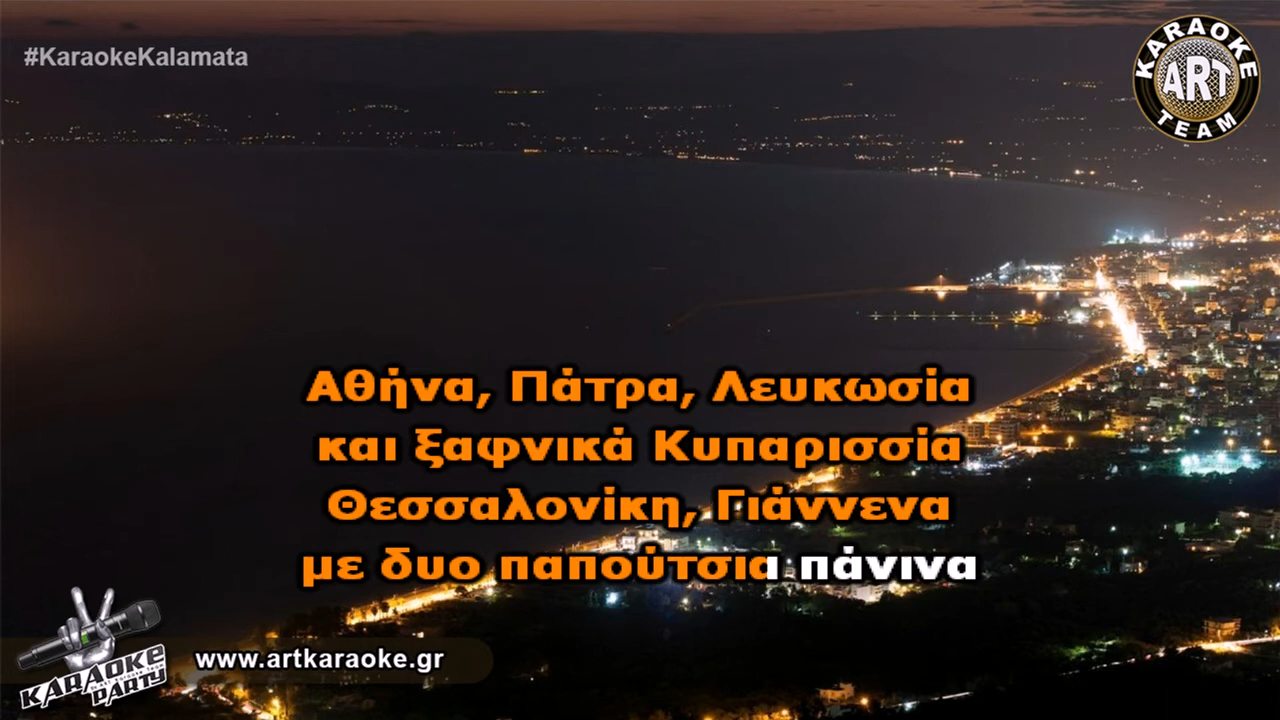 #KaraokeKalamata
KARAOKE
ART
TEAM
Αθήνα, Πάτρα, Λευκωσία
και ξαφνικά Κυπαρισσία
Θεσσαλονίκη, Γιάννενα
με δυο παπούτσια πάνινα
KARAOKE
PARTY
www.artkaraoke.gr